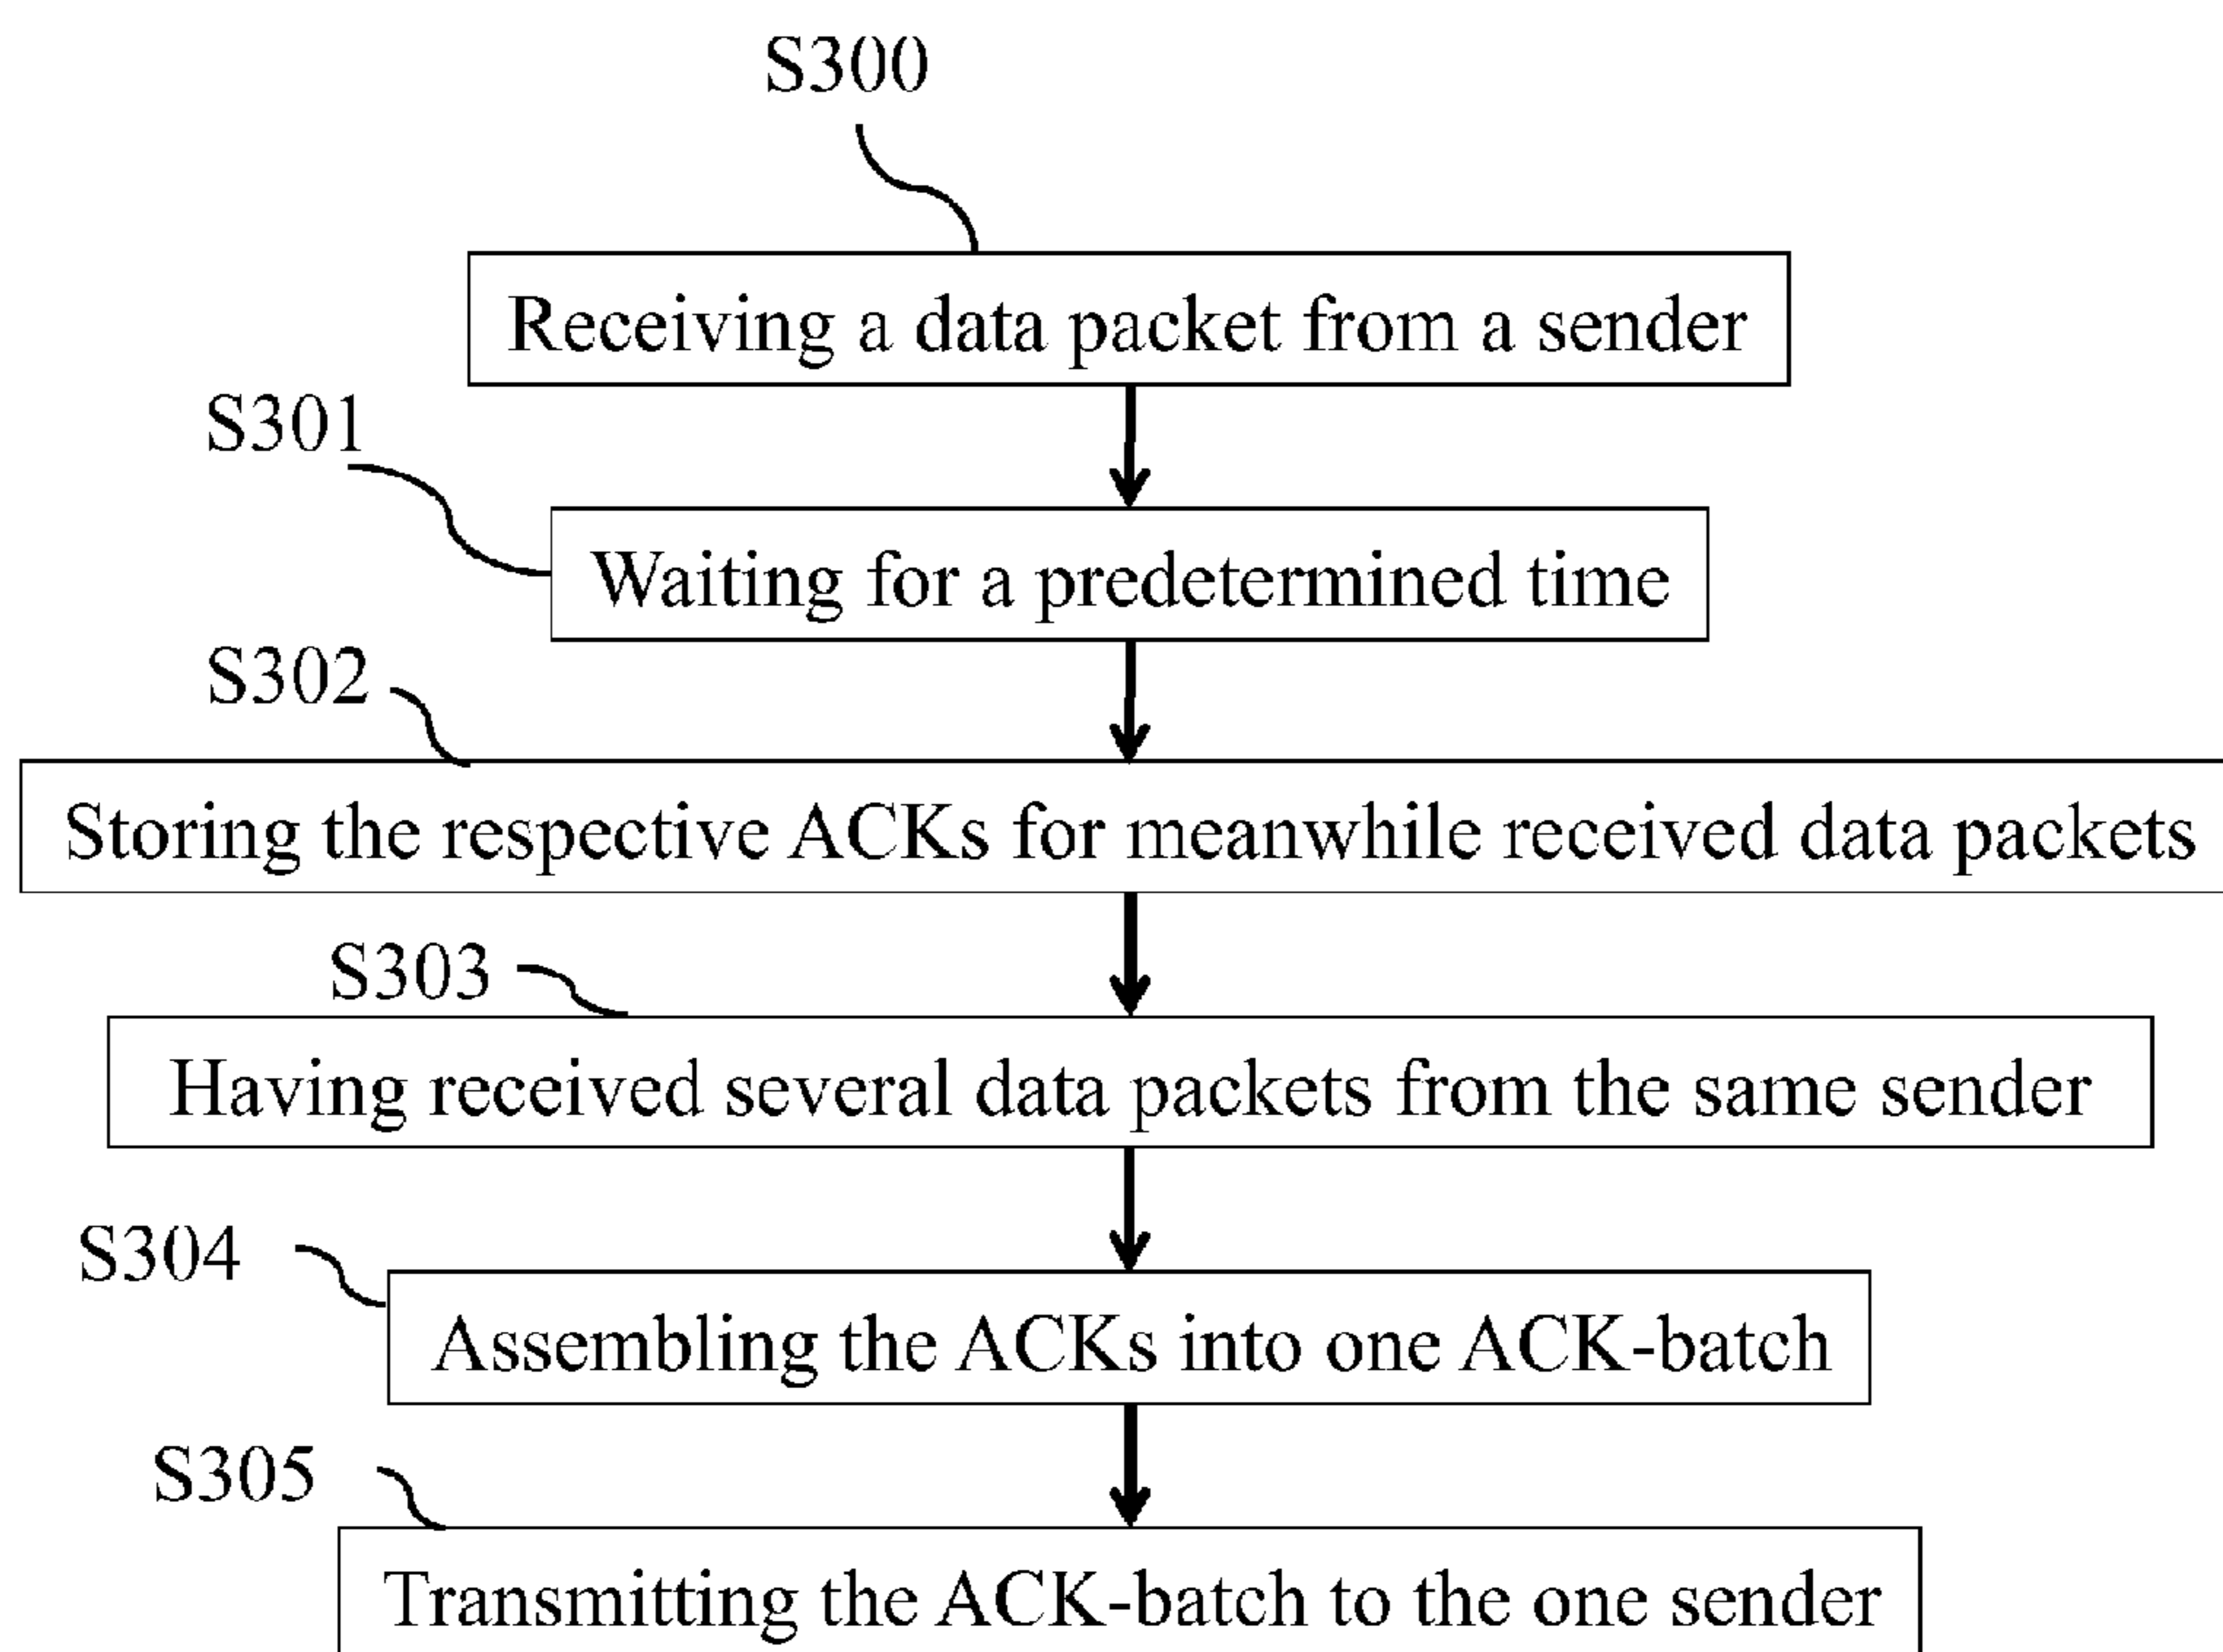 S300
Receiving a data packet from a sender
S301
Waiting for a predetermined time
S302
Storing the respective ACKs for meanwhile received data packets
S303
Having received several data packets from the same sender
S304
Assembling the ACKs into one ACK-batch
S305
Transmitting the ACK-batch to the one sender